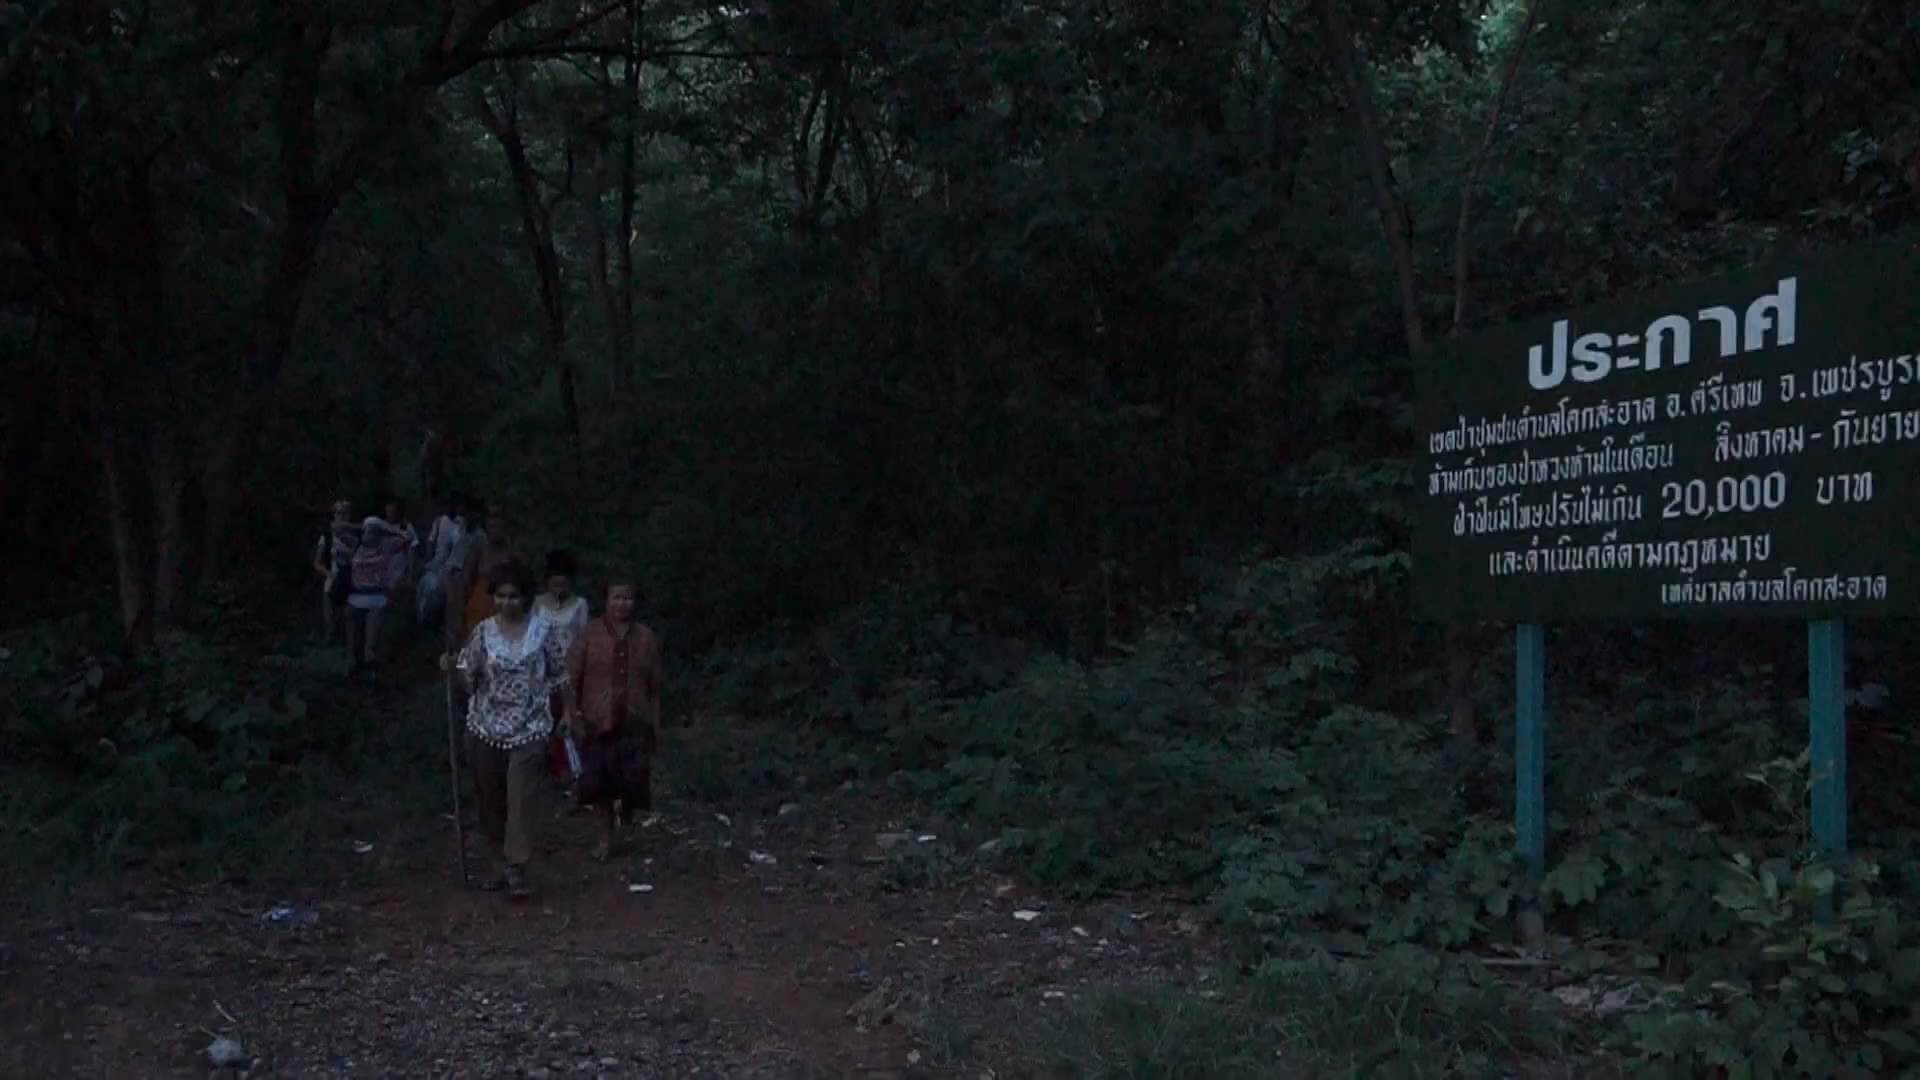 ประกาศ
เขตป่าชุมชนตำบลโคกสะอาด อ.ศรีเทพ จ.เพชรบูร
ห้ามเก็บของป่าหวงห้ามในเดือน สิงหาคม - กันยาย
ฝ่าฝืนมีโทษปรับไม่เกิน 20,000 บาท
และดำเนินคดีตามกฎหมาย
เทศบาลตำบลโคกสะอาด